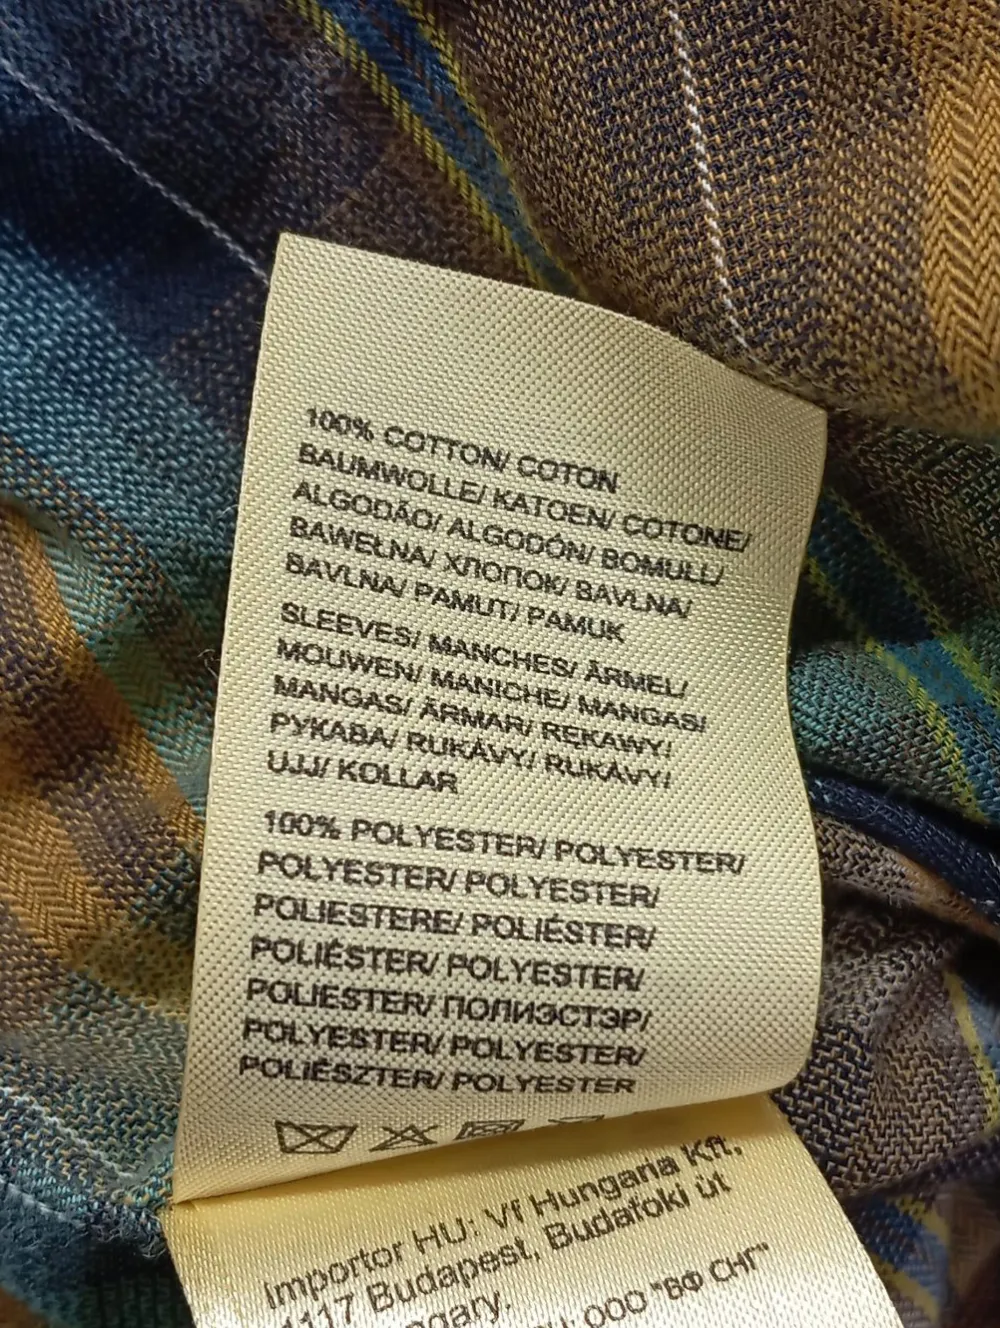 100% COTTON/ COTON
BAUMWOLLE/ KATOEN/ COTONE/
ALGODÃO/ ALGODÓN/ BOMULL/
BAWEŁNA/ ХЛОПОК/ BAVLNA/
BAVLNA/ PAMUT/ PAMUK
SLEEVES/ MANCHES/ ÄRMEL/
MOUWEN/ MANICHE/ MANGAS/
MANGAS/ ÄRMAR/ RĘKAWY/
РУКАВА/ RUKÁVY/ RUKÁVY/
UJJ/ KOLLAR
100% POLYESTER/ POLYESTER/
POLYESTER/ POLYESTER/
POLIESTERE/ POLIÉSTER/
POLIÉSTER/ POLYESTER/
POLIESTER/ ПОЛИЭСТЭР/
POLYESTER/ POLYESTER/
POLIÉSZTER/ POLYESTER
Importor HU: Vf Hungaria Kft,
1117 Budapest, Budafoki út
ООО "ВФ СНГ"